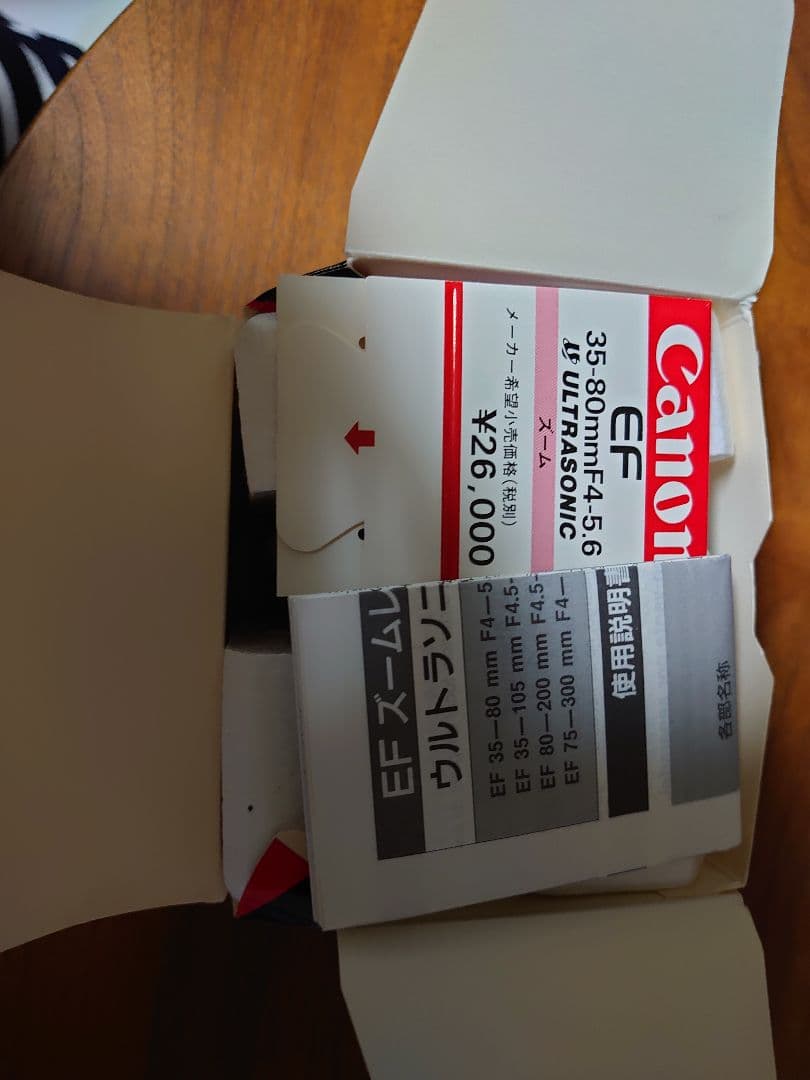 Canon
EF
35-80mmF4-5.6
ULTRASONIC
ズーム
メーカー希望小売価格(税別)
¥26,000
各部名称
使用説明書
EF 75—300 mm F4—
EF 80—200 mm F4.5-
EF 35—105 mm F4.5-
EF 35—80 mm F4—5
ウルトラソニ
EF ズームレ